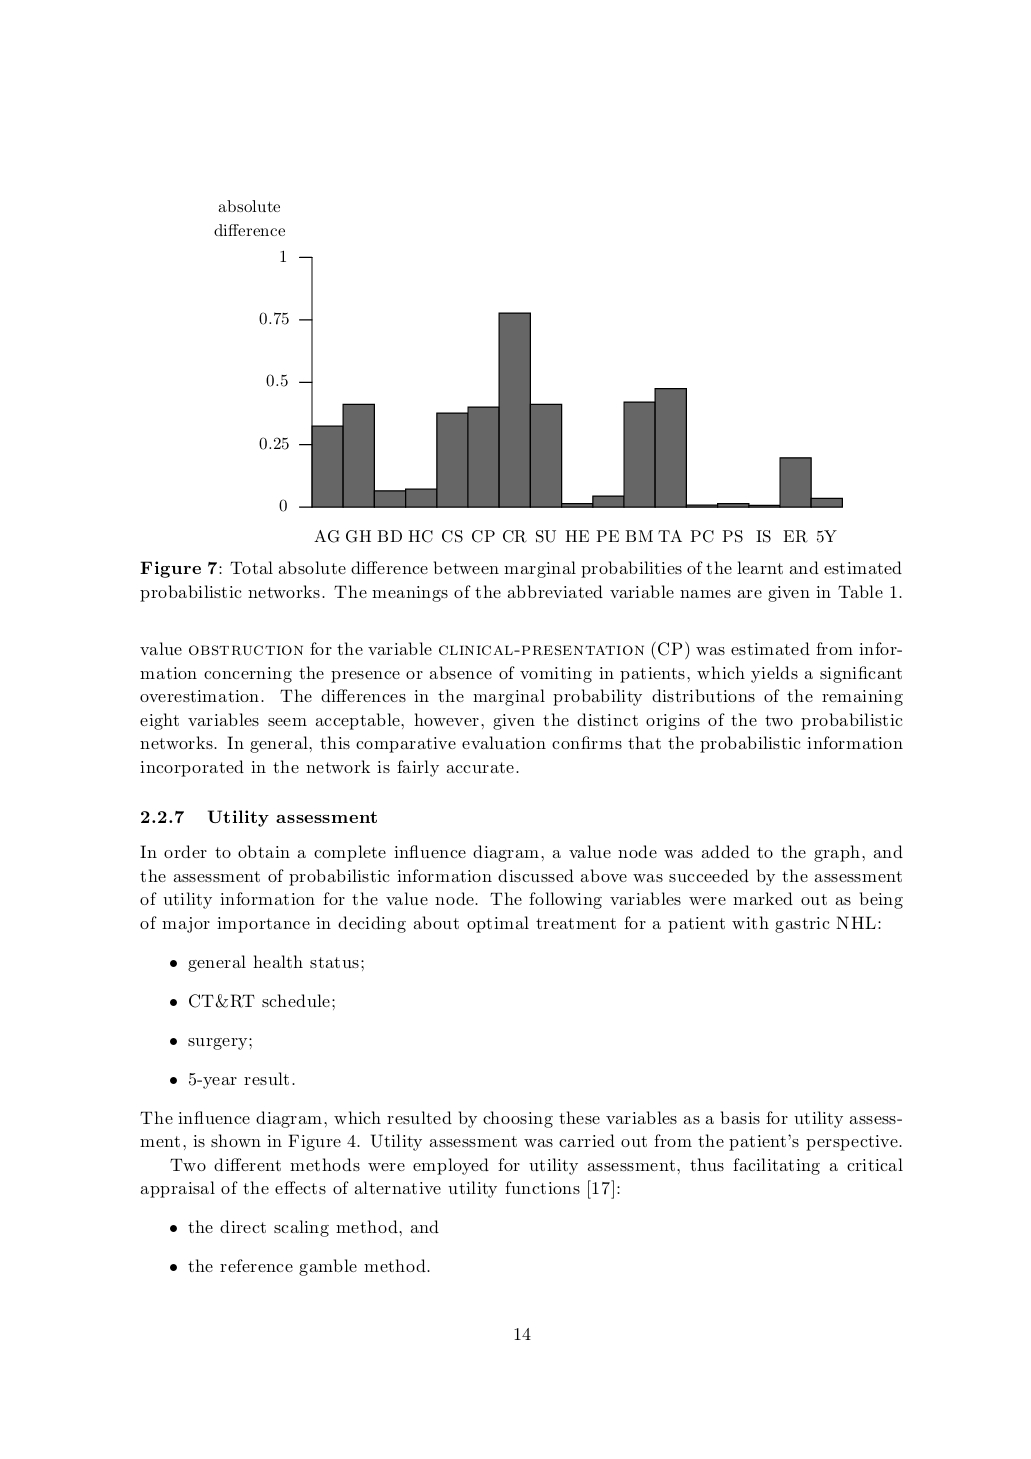 absolute
difference
1
0.75
0.5
0.25
0
AG GH BD HC CS CP CR SU HE PE BM TA PC PS IS ER 5Y
Figure 7: Total absolute difference between marginal probabilities of the learnt and estimated
probabilistic networks. The meanings of the abbreviated variable names are given in Table 1.
value OBSTRUCTION for the variable CLINICAL-PRESENTATION (CP) was estimated from infor-
mation concerning the presence or absence of vomiting in patients, which yields a significant
overestimation. The differences in the marginal probability distributions of the remaining
eight variables seem acceptable, however, given the distinct origins of the two probabilistic
networks. In general, this comparative evaluation confirms that the probabilistic information
incorporated in the network is fairly accurate.
2.2.7 Utility assessment
In order to obtain a complete influence diagram, a value node was added to the graph, and
the assessment of probabilistic information discussed above was succeeded by the assessment
of utility information for the value node. The following variables were marked out as being
of major importance in deciding about optimal treatment for a patient with gastric NHL:
• general health status;
• CT&RT schedule;
• surgery;
• 5-year result.
The influence diagram, which resulted by choosing these variables as a basis for utility assess-
ment, is shown in Figure 4. Utility assessment was carried out from the patient's perspective.
Two different methods were employed for utility assessment, thus facilitating a critical
appraisal of the effects of alternative utility functions [17]:
• the direct scaling method, and
• the reference gamble method.
14